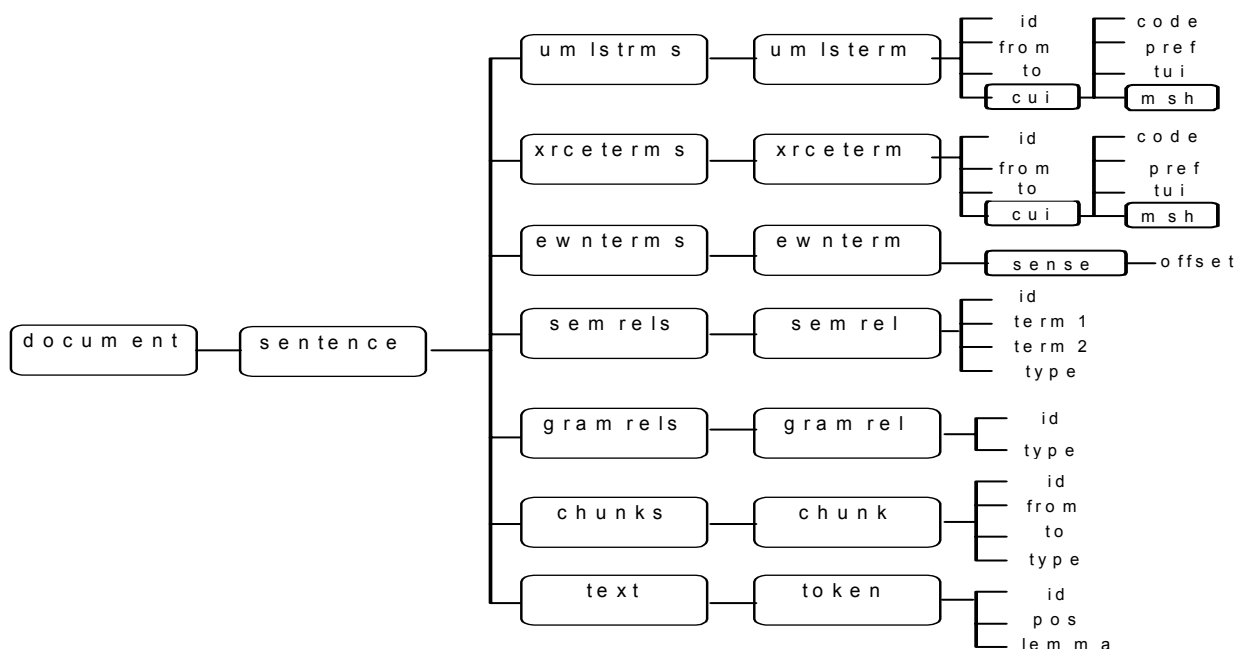 document
sentence
umlstrms
umlsterm
id
from
to
cui
code
pref
tui
msh
xrceterms
xrceterm
id
from
to
cui
code
pref
tui
msh
ewnterms
ewnterm
sense
offset
semrels
semrel
id
term1
term2
type
gramrels
gramrel
id
type
chunks
chunk
id
from
to
type
text
token
id
pos
lemma